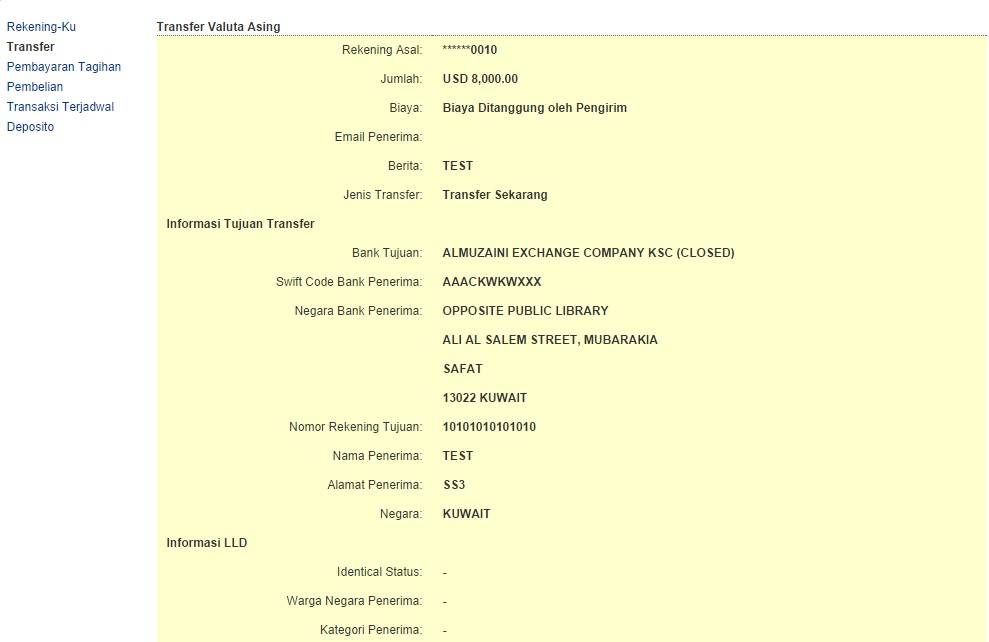 Rekening-Ku
Transfer
Pembayaran Tagihan
Pembelian
Transaksi Terjadwal
Deposito
Transfer Valuta Asing
Rekening Asal: ******0010
Jumlah: USD 8,000.00
Biaya: Biaya Ditanggung oleh Pengirim
Email Penerima:
Berita: TEST
Jenis Transfer: Transfer Sekarang
Informasi Tujuan Transfer
Bank Tujuan: ALMUZAINI EXCHANGE COMPANY KSC (CLOSED)
Swift Code Bank Penerima: AAACKWKWXXX
Negara Bank Penerima: OPPOSITE PUBLIC LIBRARY
ALI AL SALEM STREET, MUBARAKIA
SAFAT
13022 KUWAIT
Nomor Rekening Tujuan: 10101010101010
Nama Penerima: TEST
Alamat Penerima: SS3
Negara: KUWAIT
Informasi LLD
Identical Status: -
Warga Negara Penerima: -
Kategori Penerima: -